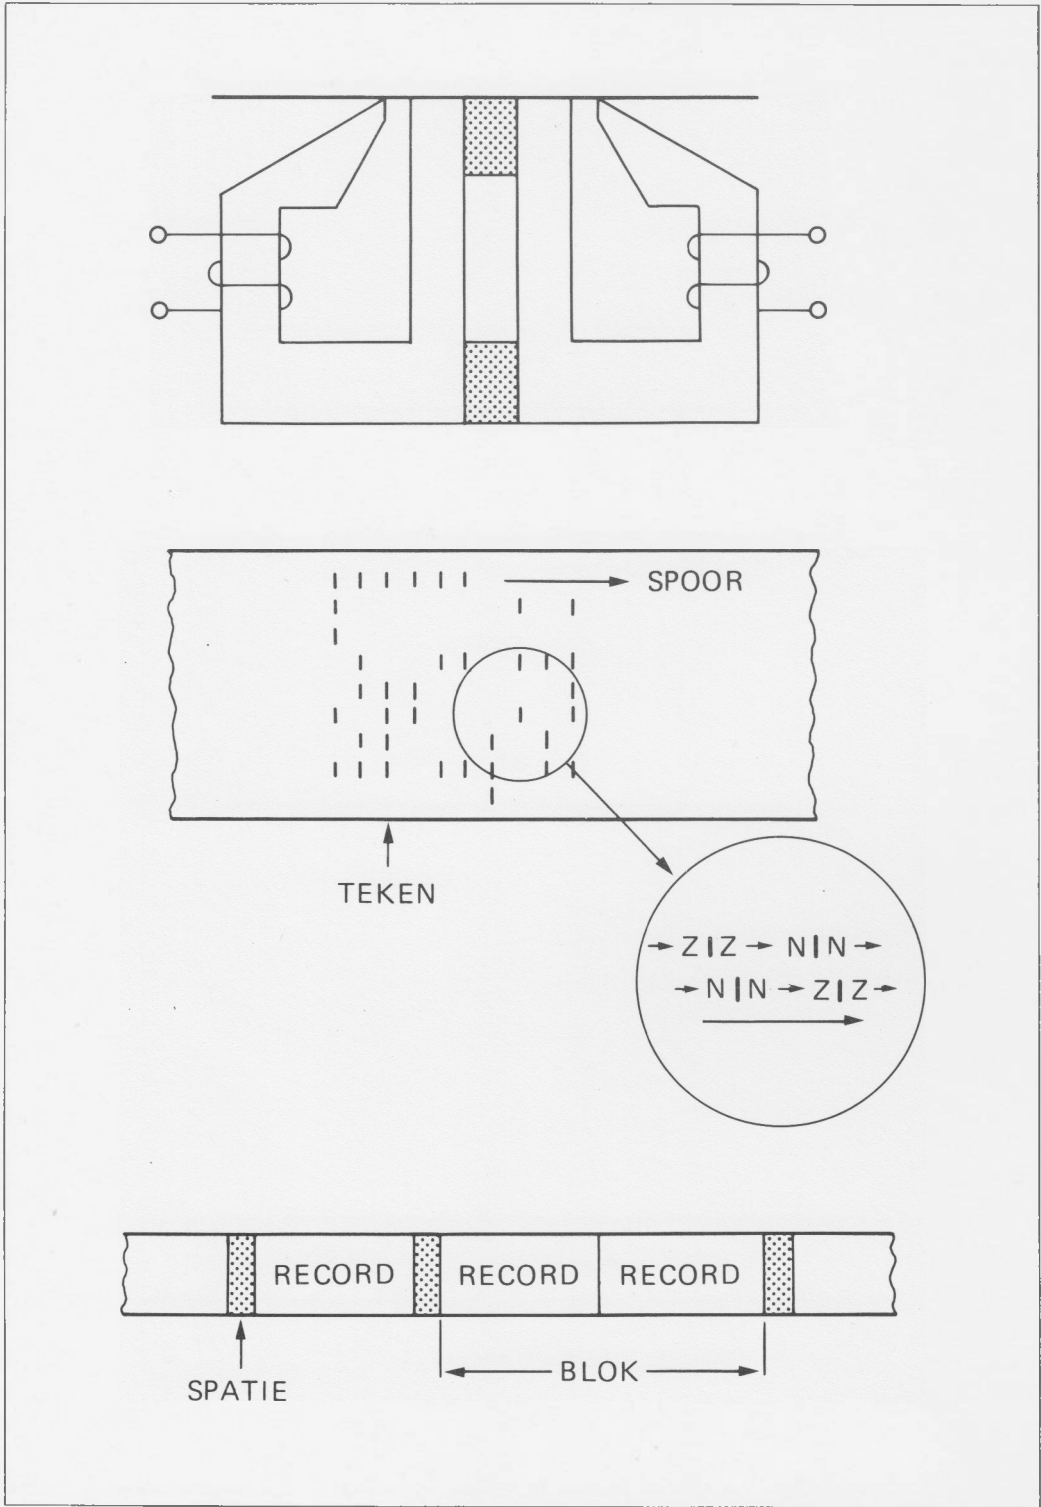 SPOOR
TEKEN
Z|Z N|N
N|N Z|Z
RECORD RECORD RECORD
BLOK
SPATIE